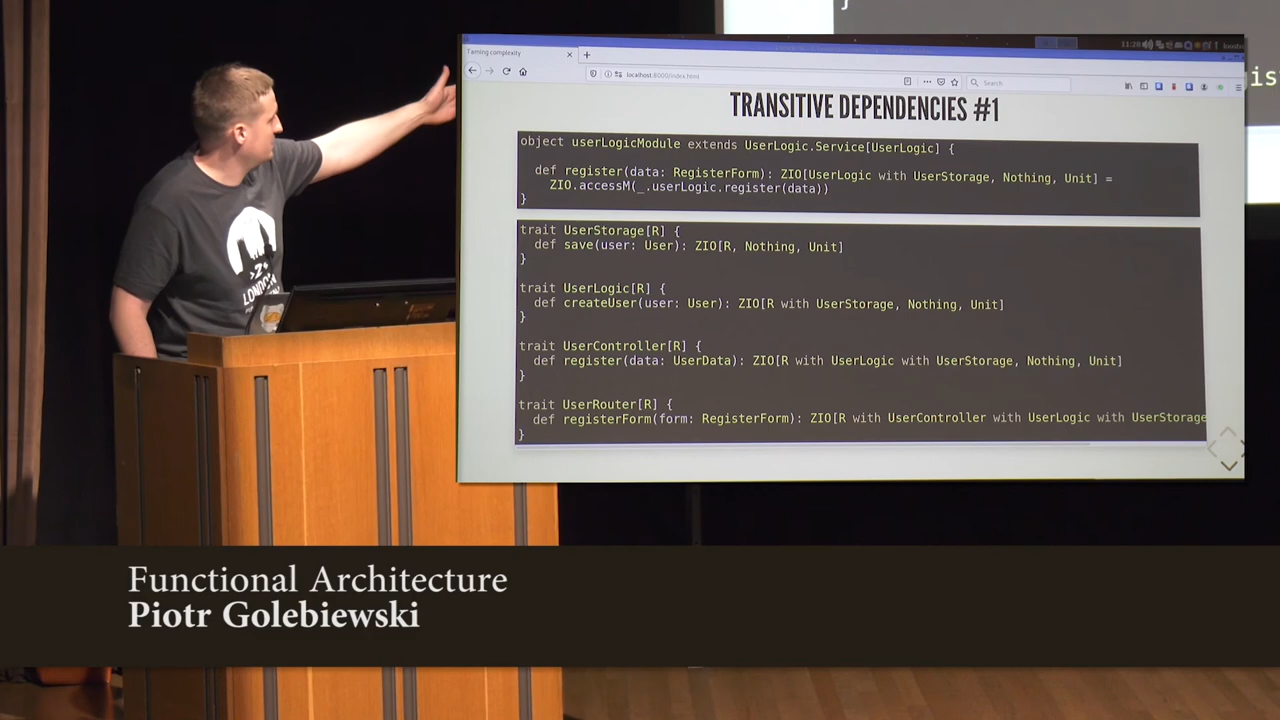 }
Taming complexity
localhost:8000/index.html
Search
11:28
TRANSITIVE DEPENDENCIES #1
object userLogicModule extends UserLogic.Service[UserLogic] {
def register(data: RegisterForm): ZIO[UserLogic with UserStorage, Nothing, Unit] =
ZIO.accessM(_.userLogic.register(data))
}
trait UserStorage[R] {
def save(user: User): ZIO[R, Nothing, Unit]
}
trait UserLogic[R] {
def createUser(user: User): ZIO[R with UserStorage, Nothing, Unit]
}
trait UserController[R] {
def register(data: UserData): ZIO[R with UserLogic with UserStorage, Nothing, Unit]
}
trait UserRouter[R] {
def registerForm(form: RegisterForm): ZIO[R with UserController with UserLogic with UserStorage
}
Functional Architecture
Piotr Golebiewski